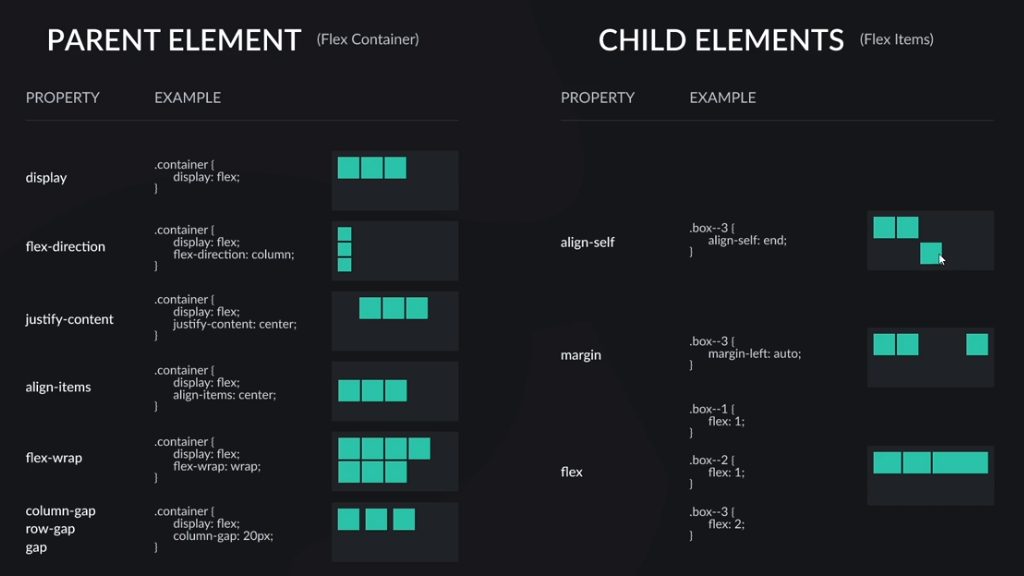 PARENT ELEMENT (Flex Container)
PROPERTY EXAMPLE
display
.container {
display: flex;
}
flex-direction
.container {
display: flex;
flex-direction: column;
}
justify-content
.container {
display: flex;
justify-content: center;
}
align-items
.container {
display: flex;
align-items: center;
}
flex-wrap
.container {
display: flex;
flex-wrap: wrap;
}
column-gap
row-gap
gap
.container {
display: flex;
column-gap: 20px;
}
CHILD ELEMENTS (Flex Items)
PROPERTY EXAMPLE
align-self
.box--3 {
align-self: end;
}
margin
.box--3 {
margin-left: auto;
}
flex
.box--1 {
flex: 1;
}
.box--2 {
flex: 1;
}
.box--3 {
flex: 2;
}